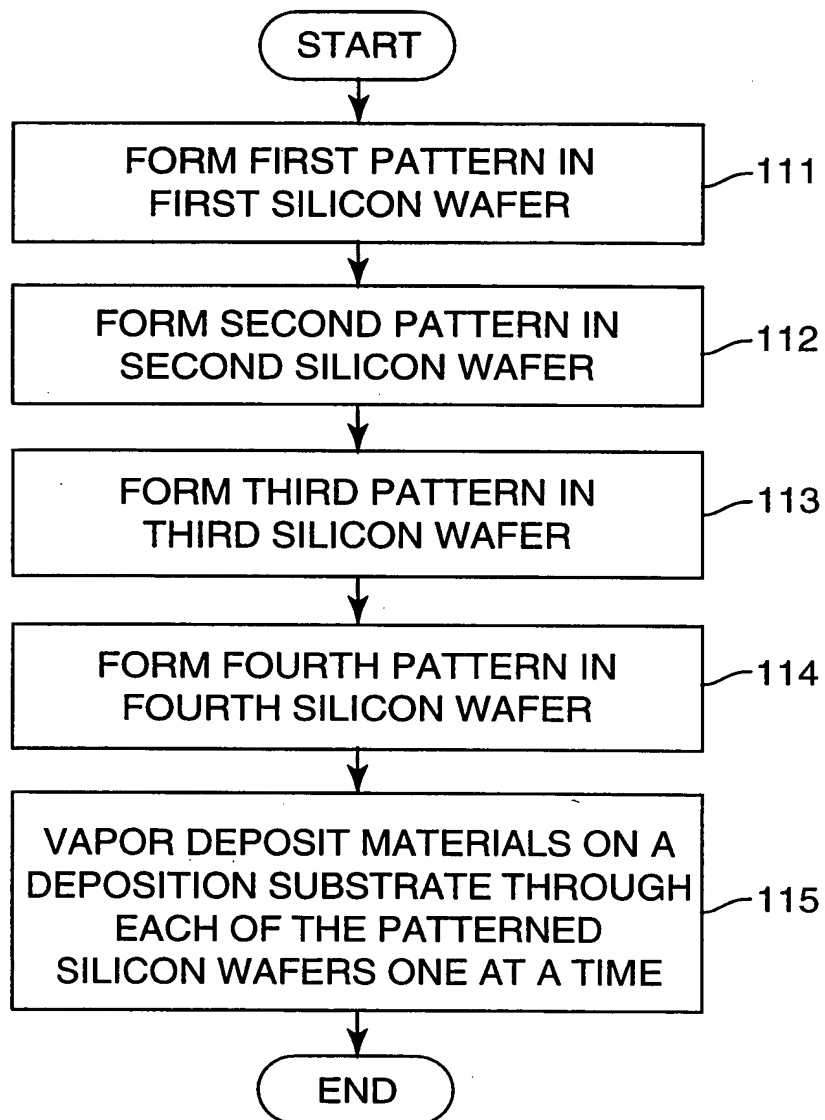 START
FORM FIRST PATTERN IN
FIRST SILICON WAFER
111
FORM SECOND PATTERN IN
SECOND SILICON WAFER
112
FORM THIRD PATTERN IN
THIRD SILICON WAFER
113
FORM FOURTH PATTERN IN
FOURTH SILICON WAFER
114
VAPOR DEPOSIT MATERIALS ON A
DEPOSITION SUBSTRATE THROUGH
EACH OF THE PATTERNED
SILICON WAFERS ONE AT A TIME
115
END